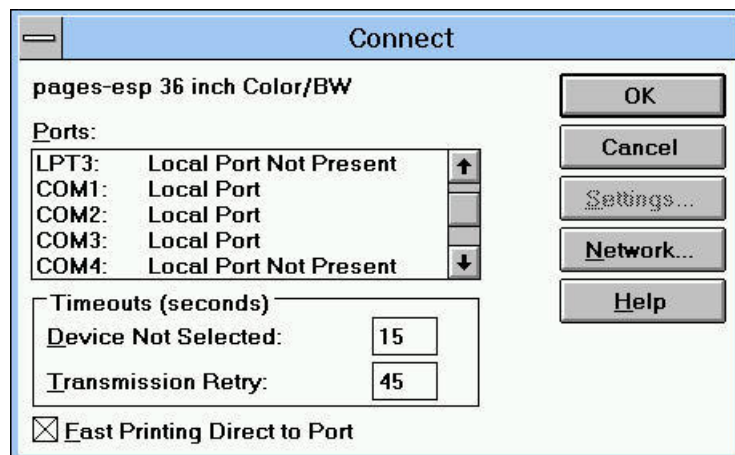 Connect
pages-esp 36 inch Color/BW
Ports:
LPT3: Local Port Not Present
COM1: Local Port
COM2: Local Port
COM3: Local Port
COM4: Local Port Not Present
Timeouts (seconds)
Device Not Selected: 15
Transmission Retry: 45
Fast Printing Direct to Port
OK
Cancel
Settings...
Network...
Help